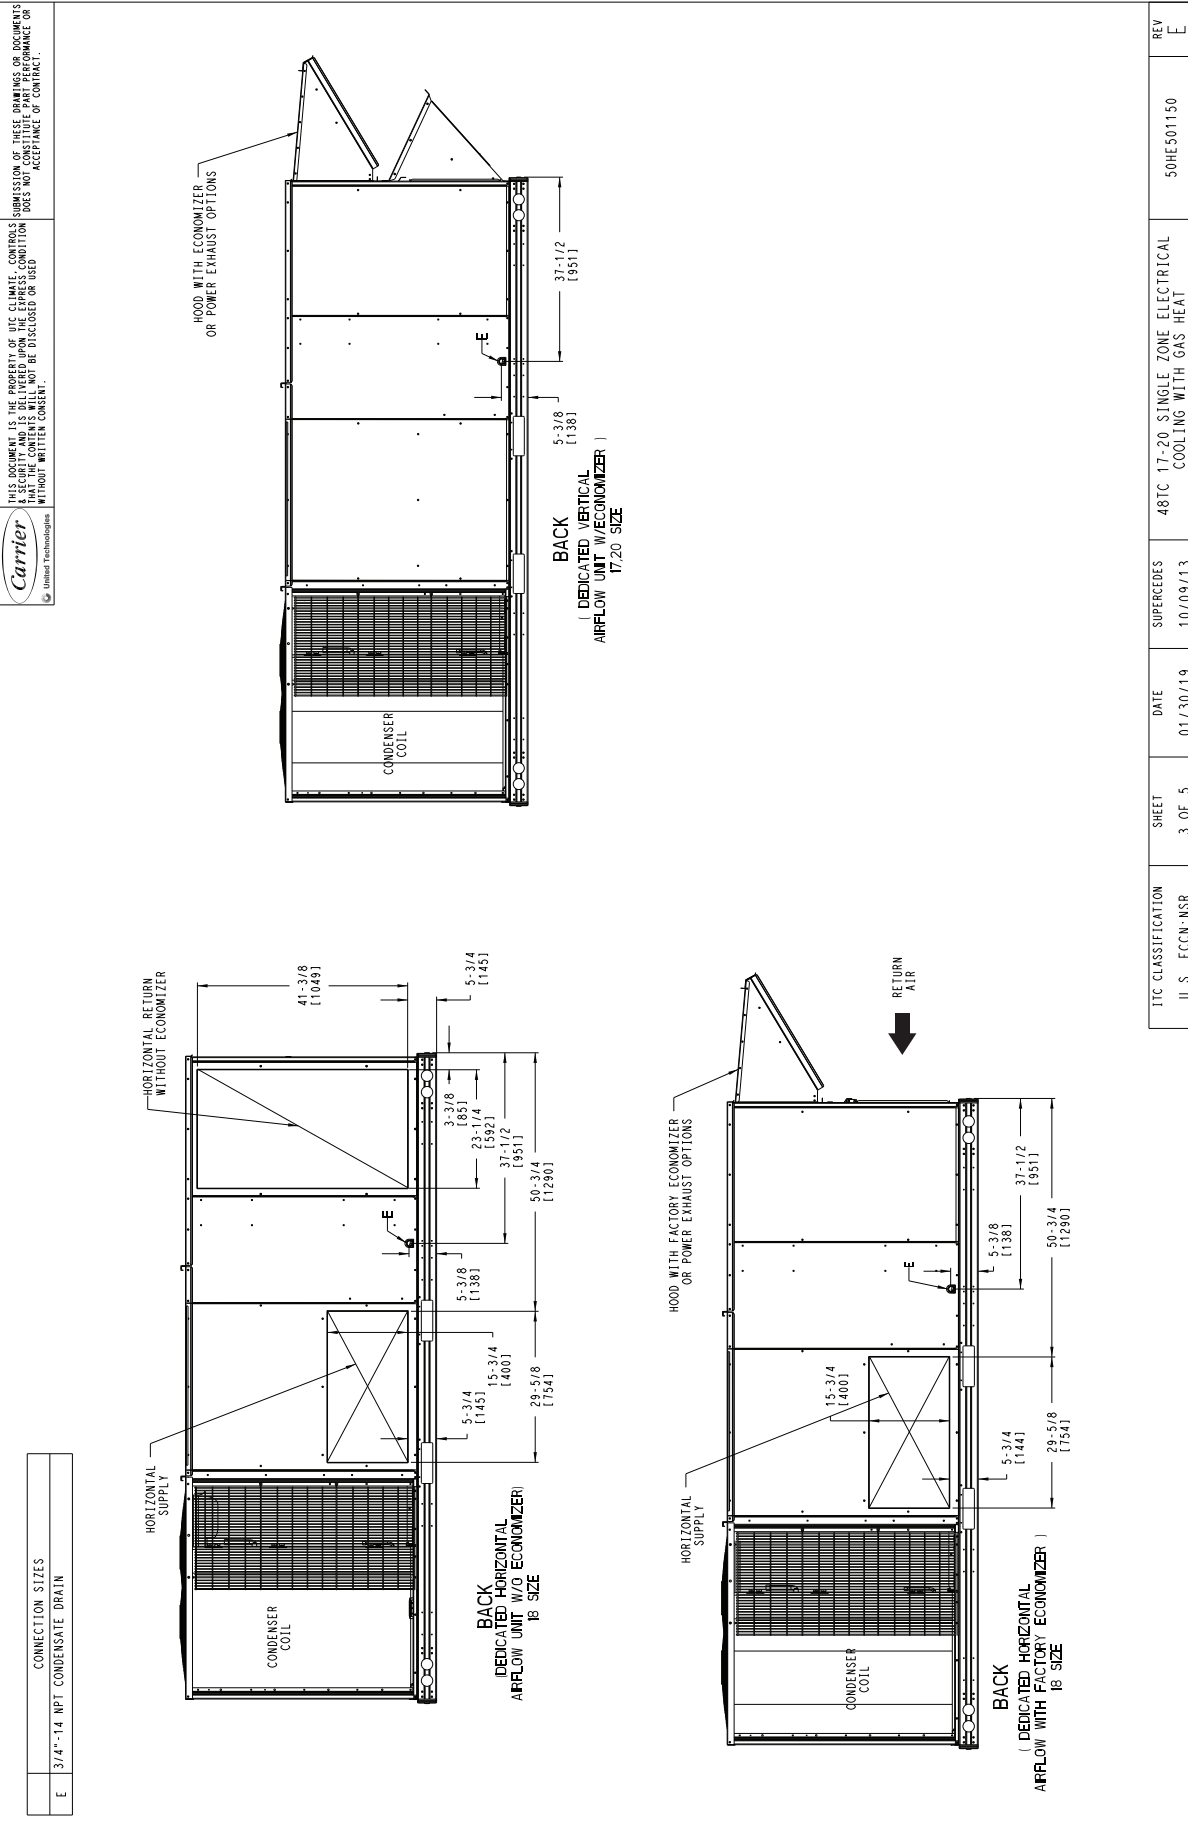 CONNECTION SIZES
E 3/4"-14 NPT CONDENSATE DRAIN
Carrier
United Technologies
THIS DOCUMENT IS THE PROPERTY OF UTC CLIMATE, CONTROLS
& SECURITY AND IS DELIVERED UPON THE EXPRESS CONDITION
THAT THE CONTENTS WILL NOT BE DISCLOSED OR USED
WITHOUT WRITTEN CONSENT.
SUBMISSION OF THESE DRAWINGS OR DOCUMENTS
DOES NOT CONSTITUTE PART PERFORMANCE OR
ACCEPTANCE OF CONTRACT.
HORIZONTAL
SUPPLY
HORIZONTAL RETURN
WITHOUT ECONOMIZER
41-3/8
[1049]
5-3/4
[145]
CONDENSER
COIL
E
3-3/8
[85]
23-1/4
[592]
37-1/2
[951]
50-3/4
[1290]
5-3/8
[138]
15-3/4
[400]
5-3/4
[145]
29-5/8
[754]
BACK
(DEDICATED HORIZONTAL
AIRFLOW UNIT W/O ECONOMIZER)
18 SIZE
HOOD WITH ECONOMIZER
OR POWER EXHAUST OPTIONS
CONDENSER
COIL
E
37-1/2
[951]
5-3/8
[138]
BACK
( DEDICATED VERTICAL
AIRFLOW UNIT W/ECONOMIZER )
17,20 SIZE
HORIZONTAL
SUPPLY
HOOD WITH FACTORY ECONOMIZER
OR POWER EXHAUST OPTIONS
RETURN
AIR
CONDENSER
COIL
15-3/4
[400]
E
5-3/8
[138]
37-1/2
[951]
50-3/4
[1290]
5-3/4
[144]
29-5/8
[754]
BACK
( DEDICATED HORIZONTAL
AIRFLOW WITH FACTORY ECONOMIZER )
18 SIZE
ITC CLASSIFICATION
U.S. ECCN:NSR
SHEET
3 OF 5
DATE
01/30/19
SUPERCEDES
10/09/13
48TC 17-20 SINGLE ZONE ELECTRICAL
COOLING WITH GAS HEAT
50HE501150
REV
E